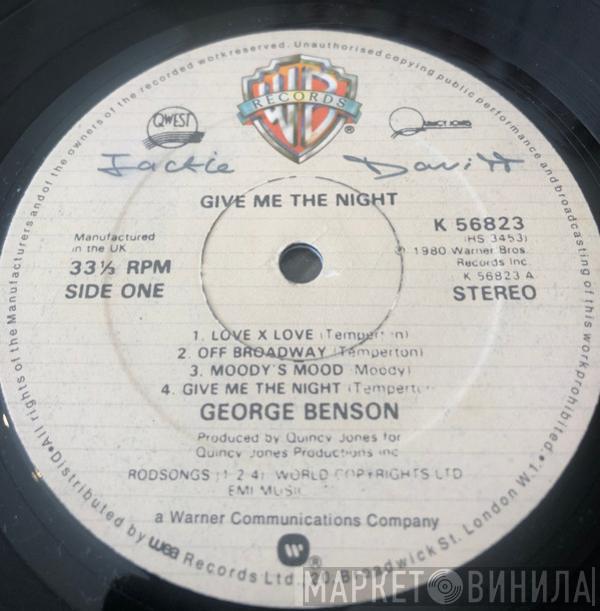 All rights of the Manufacturers and of the owners of the recorded work reserved. Unauthorised copying public performance and broadcasting of this work prohibited.
QWEST
WB
RECORDS
®
QUINCY JONES
Jackie Davitt
GIVE ME THE NIGHT
Manufactured
in the UK
33⅓ RPM
SIDE ONE
K 56823
(HS 3453)
℗ 1980 Warner Bros.
Records Inc.
K 56823 A
STEREO
1. LOVE X LOVE (Temperton)
2. OFF BROADWAY (Temperton)
3. MOODY'S MOOD (Moody)
4. GIVE ME THE NIGHT (Temperton)
GEORGE BENSON
Produced by Quincy Jones for
Quincy Jones Productions inc
RODSONGS (1-2-4) WORLD COPYRIGHTS LTD
EMI MUSIC
a Warner Communications Company
®
•Distributed by wea Records Ltd., 20, Broadwick St. London W.1.•
МАРКЕТ ВИНИЛА!